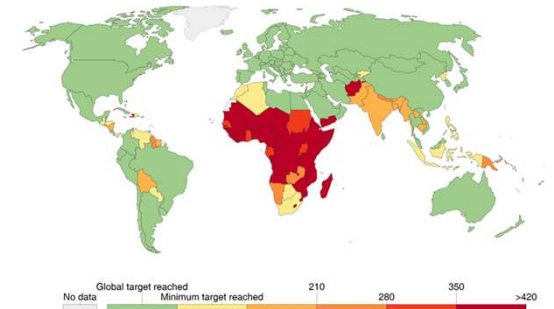 Global target reached 210 350
No data Minimum target reached 280 >420